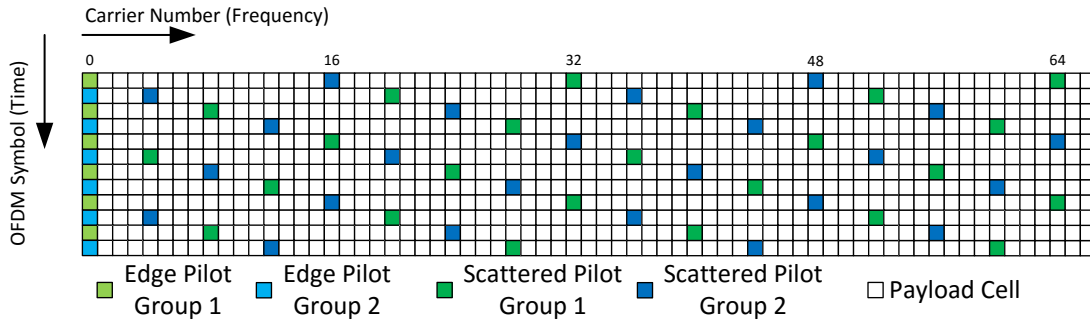 Carrier Number (Frequency)
0 16 32 48 64
OFDM Symbol (Time)
Edge Pilot
Group 1
Edge Pilot
Group 2
Scattered Pilot
Group 1
Scattered Pilot
Group 2
Payload Cell